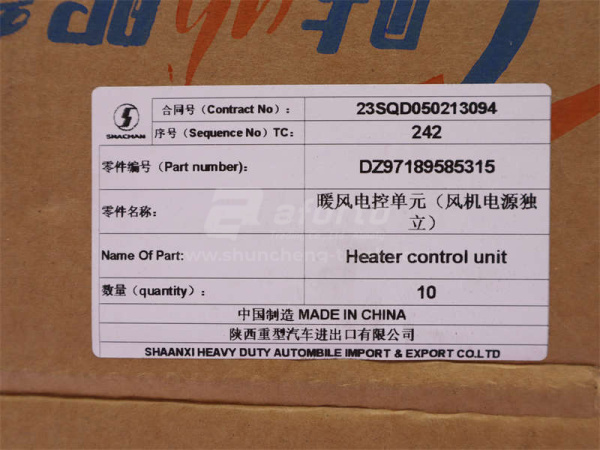 SHACMAN
合同号（Contract No）： 23SQD050213094
序号（Sequence No）TC： 242
零件编号（Part number）： DZ97189585315
零件名称： 暖风电控单元（风机电源独
立）
Name Of Part: Heater control unit
数量（quantity）： 10
中国制造 MADE IN CHINA
陕西重型汽车进出口有限公司
SHAANXI HEAVY DUTY AUTOMBILE IMPORT & EXPORT CO.LTD